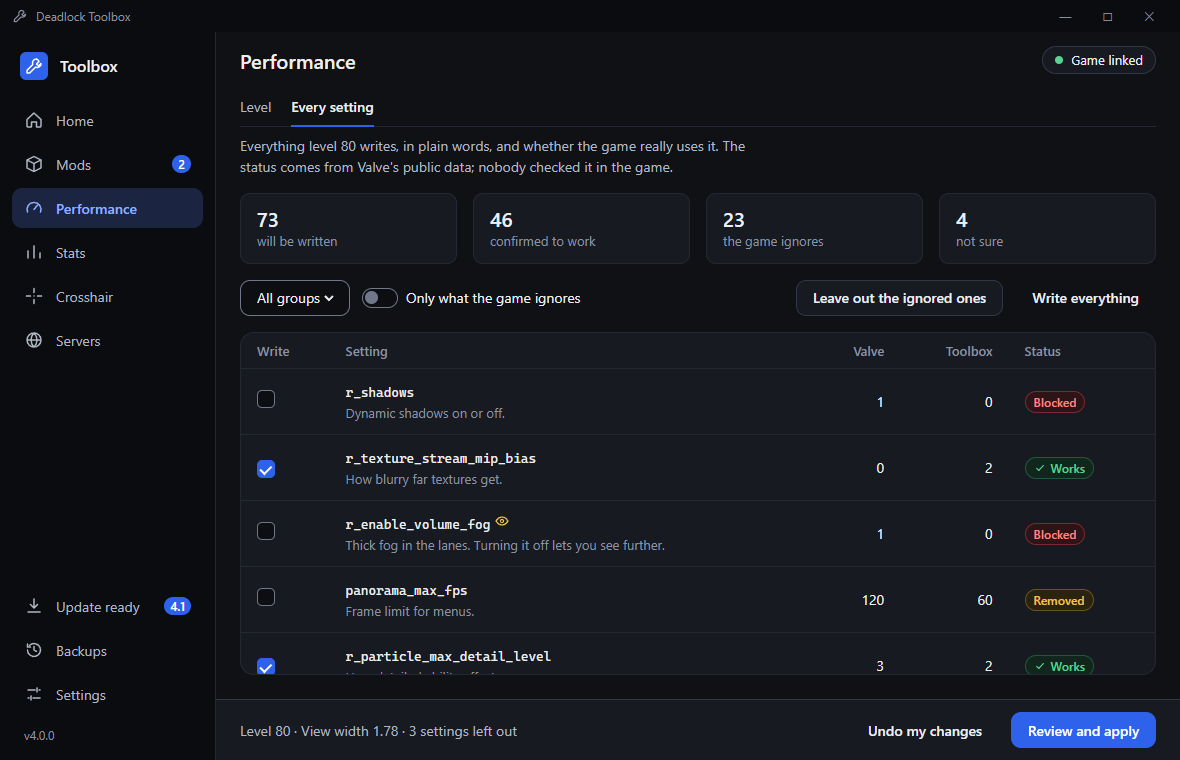 Deadlock Toolbox
Toolbox
Home
Mods 2
Performance
Stats
Crosshair
Servers
Update ready 4.1
Backups
Settings
v4.0.0
Performance
Game linked
Level Every setting
Everything level 80 writes, in plain words, and whether the game really uses it. The
status comes from Valve's public data; nobody checked it in the game.
73
will be written
46
confirmed to work
23
the game ignores
4
not sure
All groups Only what the game ignores Leave out the ignored ones Write everything
Write Setting Valve Toolbox Status
r_shadows
Dynamic shadows on or off.
1 0 Blocked
r_texture_stream_mip_bias
How blurry far textures get.
0 2 Works
r_enable_volume_fog
Thick fog in the lanes. Turning it off lets you see further.
1 0 Blocked
panorama_max_fps
Frame limit for menus.
120 60 Removed
r_particle_max_detail_level
3 2 Works
Level 80 · View width 1.78 · 3 settings left out
Undo my changes Review and apply